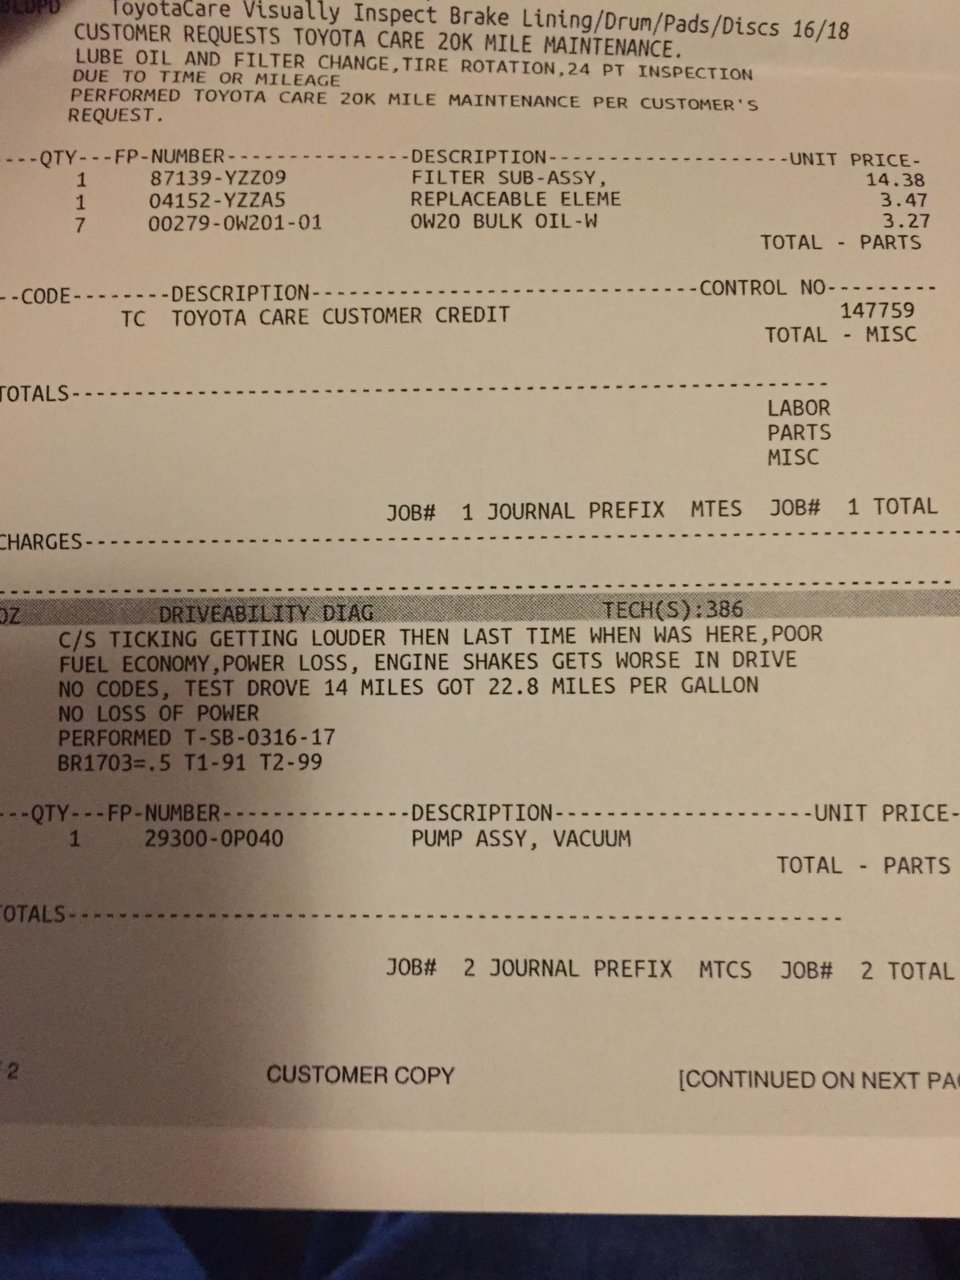 BLDPD ToyotaCare Visually Inspect Brake Lining/Drum/Pads/Discs 16/18
CUSTOMER REQUESTS TOYOTA CARE 20K MILE MAINTENANCE.
LUBE OIL AND FILTER CHANGE,TIRE ROTATION,24 PT INSPECTION
DUE TO TIME OR MILEAGE
PERFORMED TOYOTA CARE 20K MILE MAINTENANCE PER CUSTOMER'S
REQUEST.
----QTY---FP-NUMBER---------------DESCRIPTION--------------------UNIT PRICE-
1 87139-YZZ09 FILTER SUB-ASSY, 14.38
1 04152-YZZA5 REPLACEABLE ELEME 3.47
7 00279-0W201-01 0W20 BULK OIL-W 3.27
TOTAL - PARTS
---CODE--------DESCRIPTION-------------------------------CONTROL NO---------
TC TOYOTA CARE CUSTOMER CREDIT 147759
TOTAL - MISC
TOTALS------------------------------------------------------------
LABOR
PARTS
MISC
JOB# 1 JOURNAL PREFIX MTES JOB# 1 TOTAL
CHARGES----------------------------------------------------------------------
----------------------------------------------------------------------------
OZ DRIVEABILITY DIAG TECH(S):386
C/S TICKING GETTING LOUDER THEN LAST TIME WHEN WAS HERE,POOR
FUEL ECONOMY,POWER LOSS, ENGINE SHAKES GETS WORSE IN DRIVE
NO CODES, TEST DROVE 14 MILES GOT 22.8 MILES PER GALLON
NO LOSS OF POWER
PERFORMED T-SB-0316-17
BR1703=.5 T1-91 T2-99
----QTY---FP-NUMBER---------------DESCRIPTION--------------------UNIT PRICE-
1 29300-0P040 PUMP ASSY, VACUUM
TOTAL - PARTS
TOTALS-------------------------------------------------------------
JOB# 2 JOURNAL PREFIX MTCS JOB# 2 TOTAL
2 CUSTOMER COPY [CONTINUED ON NEXT PA